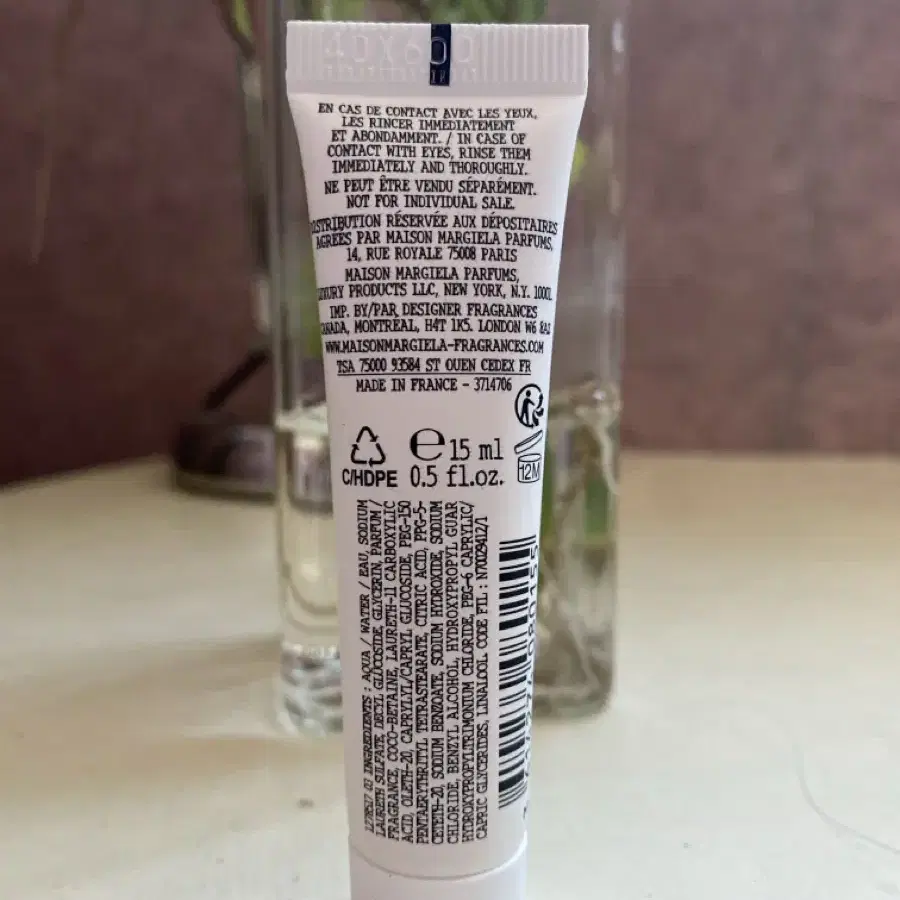 EN CAS DE CONTACT AVEC LES YEUX,
LES RINCER IMMÉDIATEMENT
ET ABONDAMMENT. / IN CASE OF
CONTACT WITH EYES, RINSE THEM
IMMEDIATELY AND THOROUGHLY.
NE PEUT ÊTRE VENDU SÉPARÉMENT.
NOT FOR INDIVIDUAL SALE.
DISTRIBUTION RÉSERVÉE AUX DÉPOSITAIRES
AGRÉÉS PAR MAISON MARGIELA PARFUMS,
14, RUE ROYALE 75008 PARIS
MAISON MARGIELA PARFUMS,
LUXURY PRODUCTS LLC, NEW YORK, N.Y. 10001.
IMP. BY/PAR DESIGNER FRAGRANCES
CANADA, MONTREAL, H4T 1K5. LONDON W6 8AS
WWW.MAISONMARGIELA-FRAGRANCES.COM
TSA 75000 93584 ST OUEN CEDEX FR
MADE IN FRANCE - 3714706
C/HDPE
e 15 ml
0.5 fl.oz.
12M
1278517 03 INGREDIENTS : AQUA / WATER / EAU, SODIUM
LAURETH SULFATE, DECYL GLUCOSIDE, GLYCERIN, PARFUM /
FRAGRANCE, COCO-BETAINE, LAURETH-11 CARBOXYLIC
ACID, OLETH-20, CAPRYLYL/CAPRYL GLUCOSIDE, PEG-150
PENTAERYTHRITYL TETRASTEARATE, CITRIC ACID, PPG-5-
CETETH-20, SODIUM BENZOATE, SODIUM HYDROXIDE, SODIUM
CHLORIDE, BENZYL ALCOHOL, HYDROXYPROPYL GUAR
HYDROXYPROPYLTRIMONIUM CHLORIDE, PEG-6 CAPRYLIC/
CAPRIC GLYCERIDES, LINALOOL CODE FIL : N70029412/1